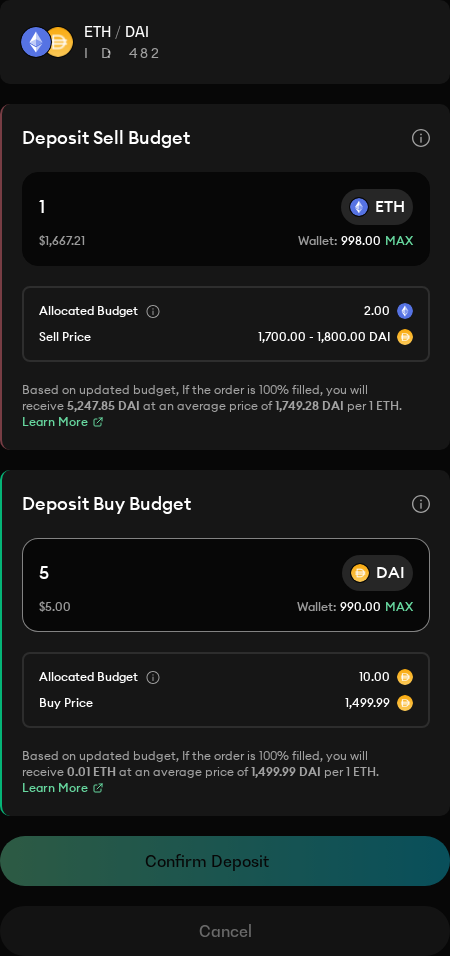 ETH / DAI
ID 482
Deposit Sell Budget
1
ETH
$1,667.21
Wallet: 998.00 MAX
Allocated Budget
2.00
Sell Price
1,700.00 - 1,800.00 DAI
Based on updated budget, If the order is 100% filled, you will
receive 5,247.85 DAI at an average price of 1,749.28 DAI per 1 ETH.
Learn More
Deposit Buy Budget
5
DAI
$5.00
Wallet: 990.00 MAX
Allocated Budget
10.00
Buy Price
1,499.99
Based on updated budget, If the order is 100% filled, you will
receive 0.01 ETH at an average price of 1,499.99 DAI per 1 ETH.
Learn More
Confirm Deposit
Cancel